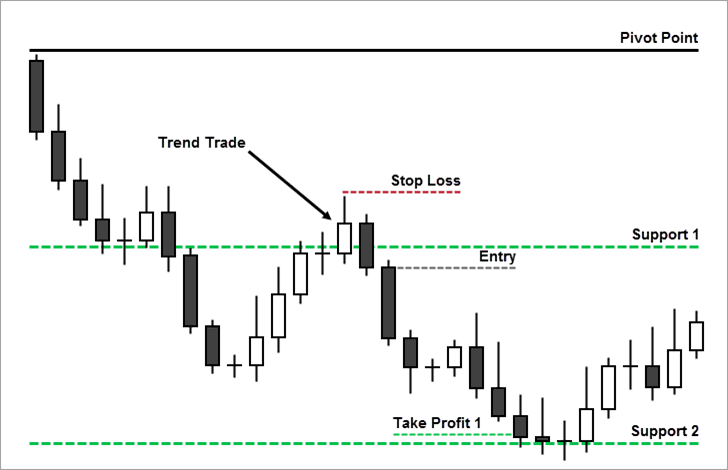 Pivot Point
Trend Trade
Stop Loss
Support 1
Entry
Take Profit 1
Support 2